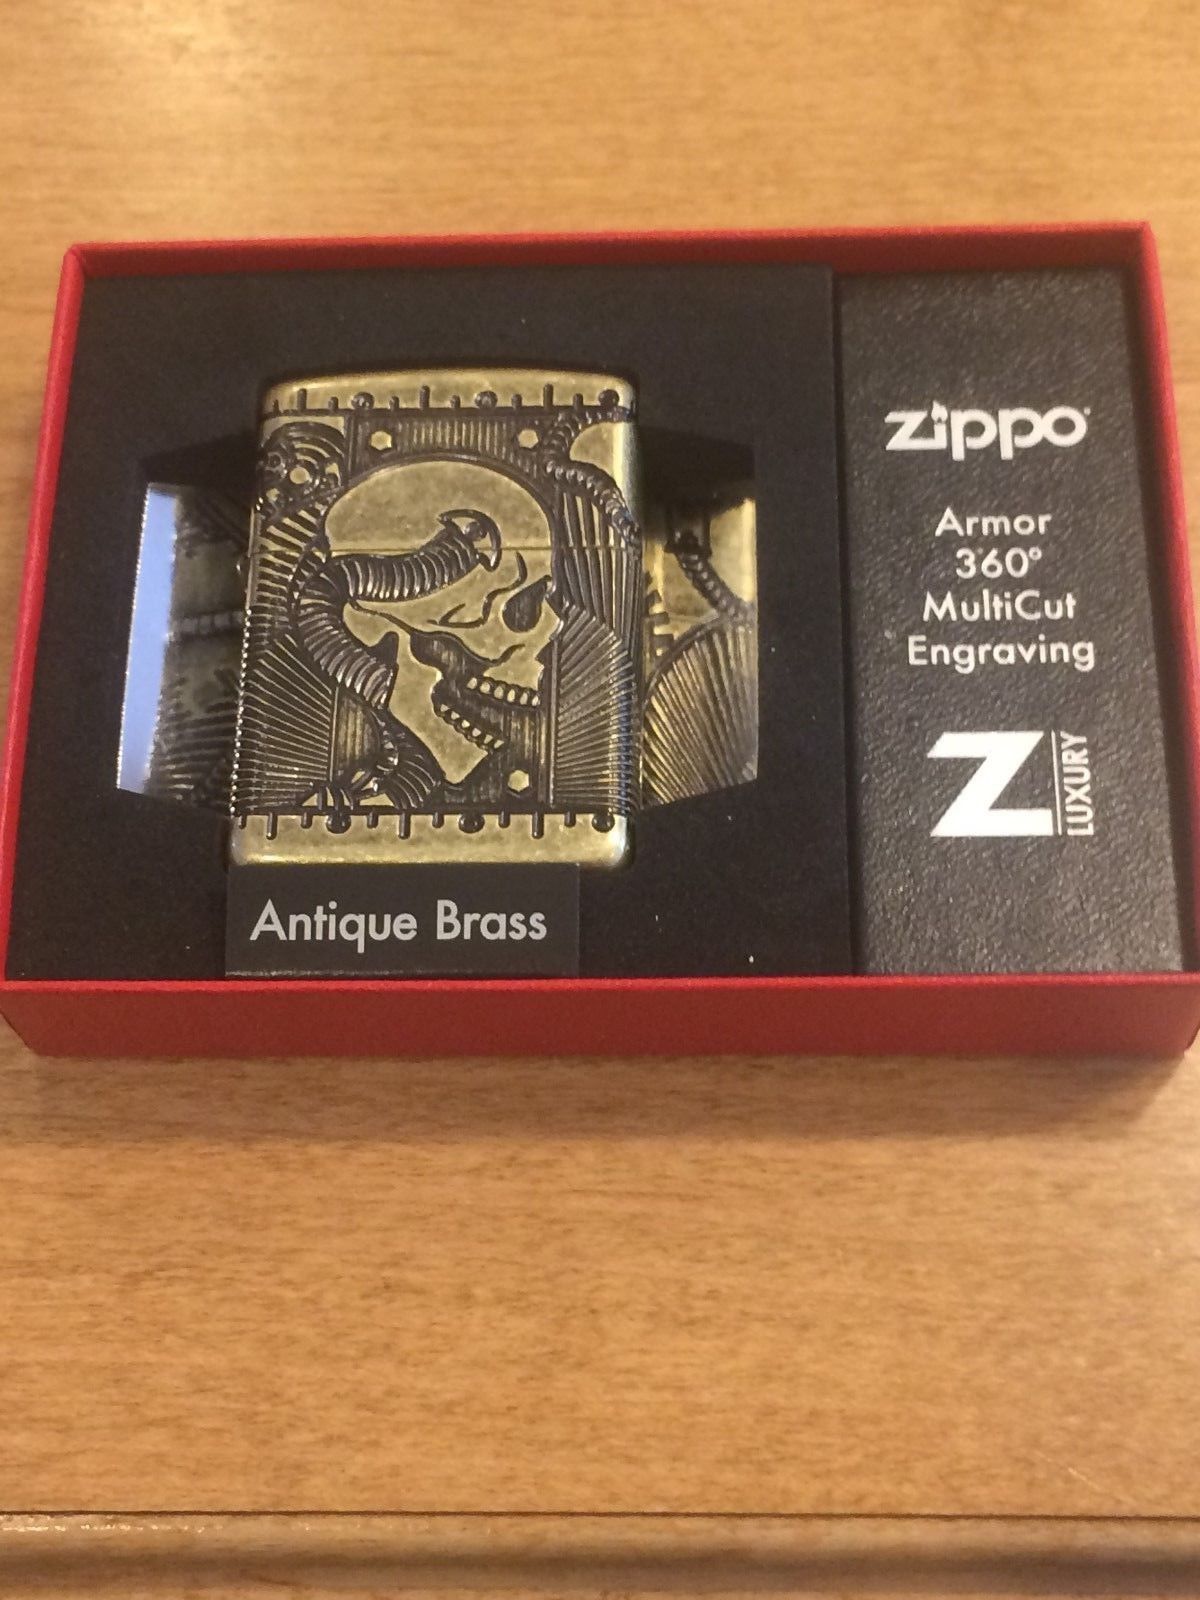 zippo
Armor
360°
MultiCut
Engraving
Z
LUXURY
Antique Brass